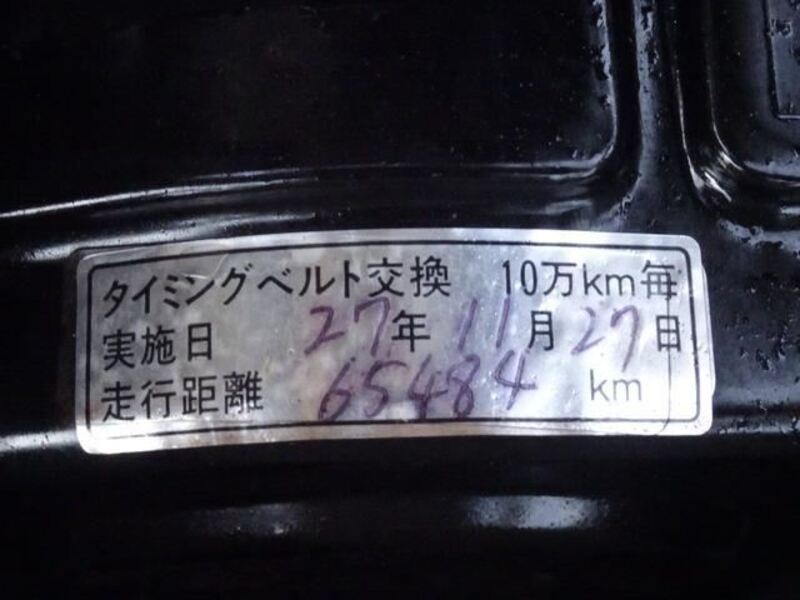 タイミングベルト交換 10万km毎
実施日 27年 11月 27日
走行距離 65484 km